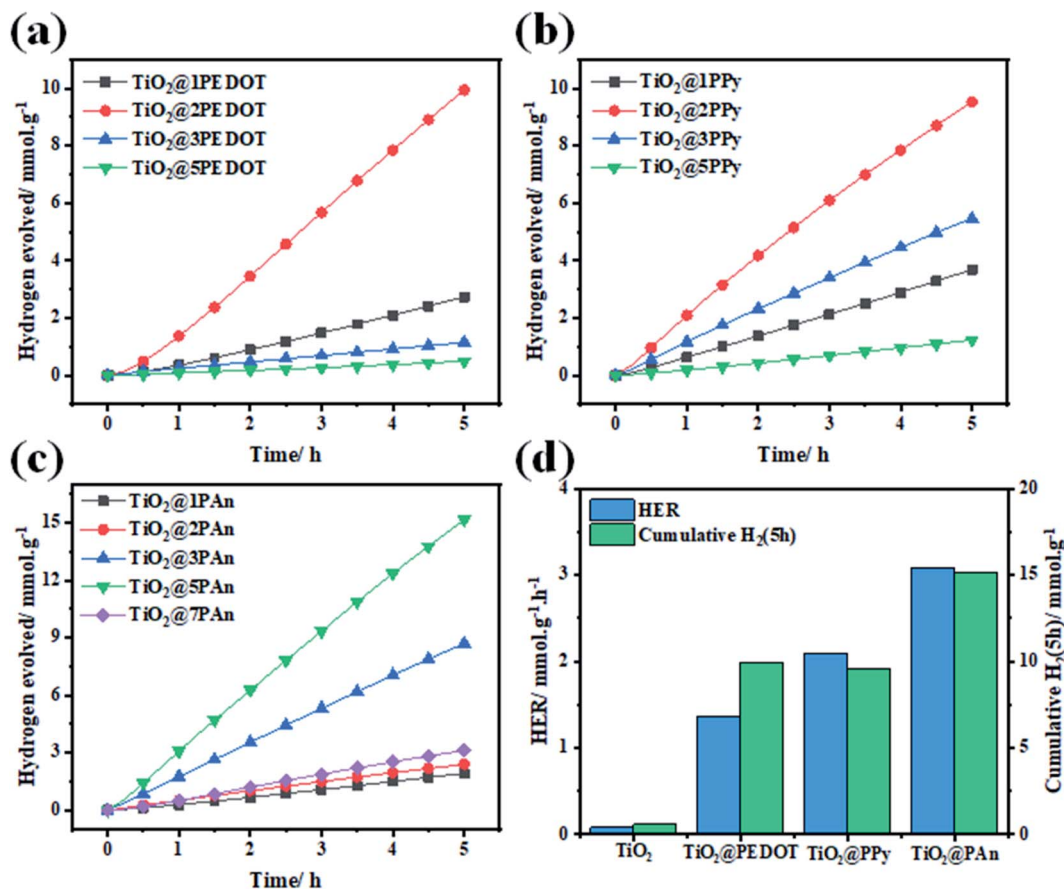 (a)
TiO2@1PEDOT
TiO2@2PEDOT
TiO2@3PEDOT
TiO2@5PEDOT
Hydrogen evolved/ mmol.g-1
10
8
6
4
2
0
0 1 2 3 4 5
Time/ h
(b)
TiO2@1PPy
TiO2@2PPy
TiO2@3PPy
TiO2@5PPy
Hydrogen evolved/ mmol.g-1
10
8
6
4
2
0
0 1 2 3 4 5
Time/ h
(c)
TiO2@1PAn
TiO2@2PAn
TiO2@3PAn
TiO2@5PAn
TiO2@7PAn
Hydrogen evolved/ mmol.g-1
15
12
9
6
3
0
0 1 2 3 4 5
Time/ h
(d)
HER
Cumulative H2(5h)
HER/ mmol.g-1.h-1
4
3
2
1
0
TiO2 TiO2@PEDOT TiO2@PPy TiO2@PAn
20
15
10
5
0
Cumulative H2(5h)/ mmol.g-1